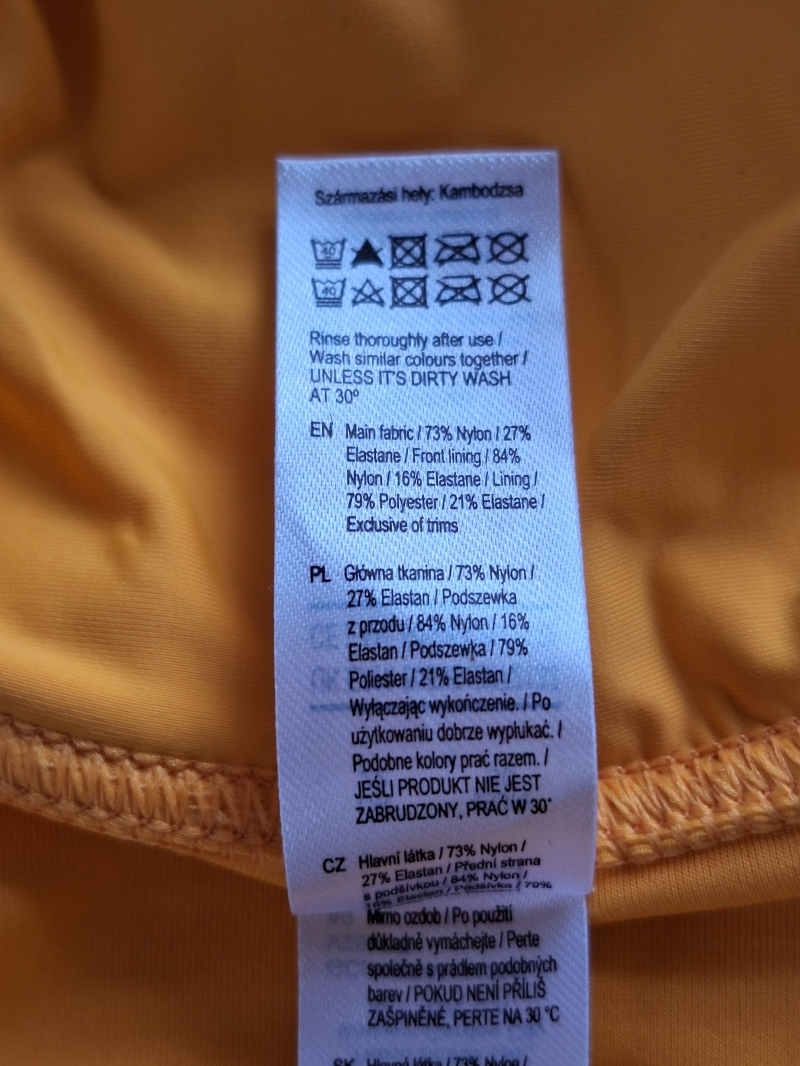 Származási hely: Kambodzsa
40
40
Rinse thoroughly after use /
Wash similar colours together /
UNLESS IT'S DIRTY WASH
AT 30º
EN Main fabric / 73% Nylon / 27%
Elastane / Front lining / 84%
Nylon / 16% Elastane / Lining /
79% Polyester / 21% Elastane /
Exclusive of trims
PL Główna tkanina / 73% Nylon /
27% Elastan / Podszewka
z przodu / 84% Nylon / 16%
Elastan / Podszewka / 79%
Poliester / 21% Elastan /
Wyłączając wykończenie. / Po
użytkowaniu dobrze wypłukać. /
Podobne kolory prać razem. /
JEŚLI PRODUKT NIE JEST
ZABRUDZONY, PRAĆ W 30°
CZ Hlavní látka / 73% Nylon /
27% Elastan / Přední strana
s podšívkou / 84% Nylon /
16% Elastan / Podšívka / 79%
Mimo ozdob / Po použití
důkladně vymáchejte / Perte
společně s prádlem podobných
barev / POKUD NENÍ PŘÍLIŠ
ZAŠPINĚNÉ, PERTE NA 30 °C
SK Hlavná látka / 73% Nylon /